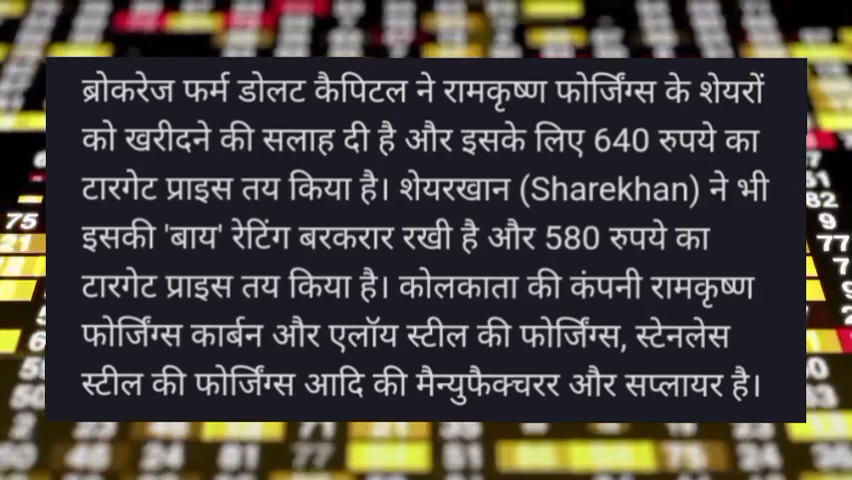 ब्रोकरेज फर्म डोलट कैपिटल ने रामकृष्ण फोर्जिंग्स के शेयरों
को खरीदने की सलाह दी है और इसके लिए 640 रुपये का
टारगेट प्राइस तय किया है। शेयरखान (Sharekhan) ने भी
इसकी 'बाय' रेटिंग बरकरार रखी है और 580 रुपये का
टारगेट प्राइस तय किया है। कोलकाता की कंपनी रामकृष्ण
फोर्जिंग्स कार्बन और एलॉय स्टील की फोर्जिंग्स, स्टेनलेस
स्टील की फोर्जिंग्स आदि की मैन्युफैक्चरर और सप्लायर है।